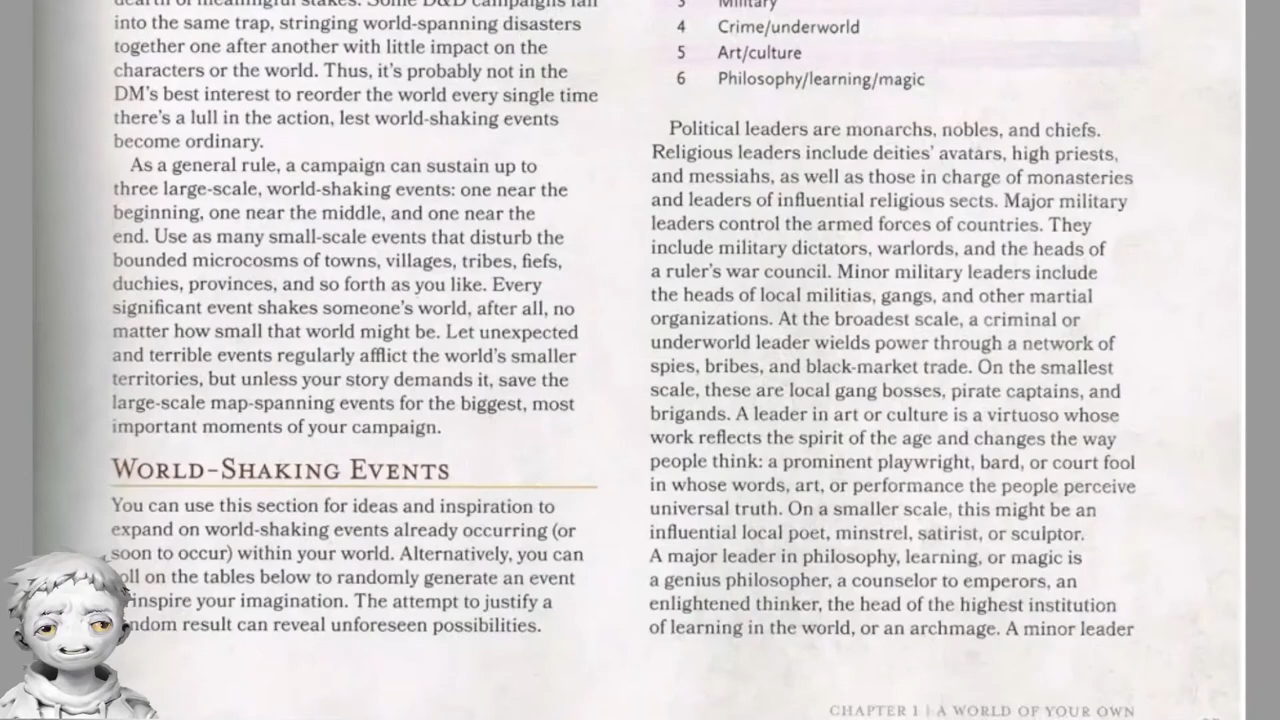 into the same trap, stringing world-spanning disasters
together one after another with little impact on the
characters or the world. Thus, it's probably not in the
DM's best interest to reorder the world every single time
there's a lull in the action, lest world-shaking events
become ordinary.
As a general rule, a campaign can sustain up to
three large-scale, world-shaking events: one near the
beginning, one near the middle, and one near the
end. Use as many small-scale events that disturb the
bounded microcosms of towns, villages, tribes, fiefs,
duchies, provinces, and so forth as you like. Every
significant event shakes someone's world, after all, no
matter how small that world might be. Let unexpected
and terrible events regularly afflict the world's smaller
territories, but unless your story demands it, save the
large-scale map-spanning events for the biggest, most
important moments of your campaign.
WORLD-SHAKING EVENTS
You can use this section for ideas and inspiration to
expand on world-shaking events already occurring (or
soon to occur) within your world. Alternatively, you can
on the tables below to randomly generate an event
inspire your imagination. The attempt to justify a
result can reveal unforeseen possibilities.
3 Military
4 Crime/underworld
5 Art/culture
6 Philosophy/learning/magic
Political leaders are monarchs, nobles, and chiefs.
Religious leaders include deities' avatars, high priests,
and messiahs, as well as those in charge of monasteries
and leaders of influential religious sects. Major military
leaders control the armed forces of countries. They
include military dictators, warlords, and the heads of
a ruler's war council. Minor military leaders include
the heads of local militias, gangs, and other martial
organizations. At the broadest scale, a criminal or
underworld leader wields power through a network of
spies, bribes, and black-market trade. On the smallest
scale, these are local gang bosses, pirate captains, and
brigands. A leader in art or culture is a virtuoso whose
work reflects the spirit of the age and changes the way
people think: a prominent playwright, bard, or court fool
in whose words, art, or performance the people perceive
universal truth. On a smaller scale, this might be an
influential local poet, minstrel, satirist, or sculptor.
A major leader in philosophy, learning, or magic is
a genius philosopher, a counselor to emperors, an
enlightened thinker, the head of the highest institution
of learning in the world, or an archmage. A minor leader
CHAPTER 1 | A WORLD OF YOUR OWN